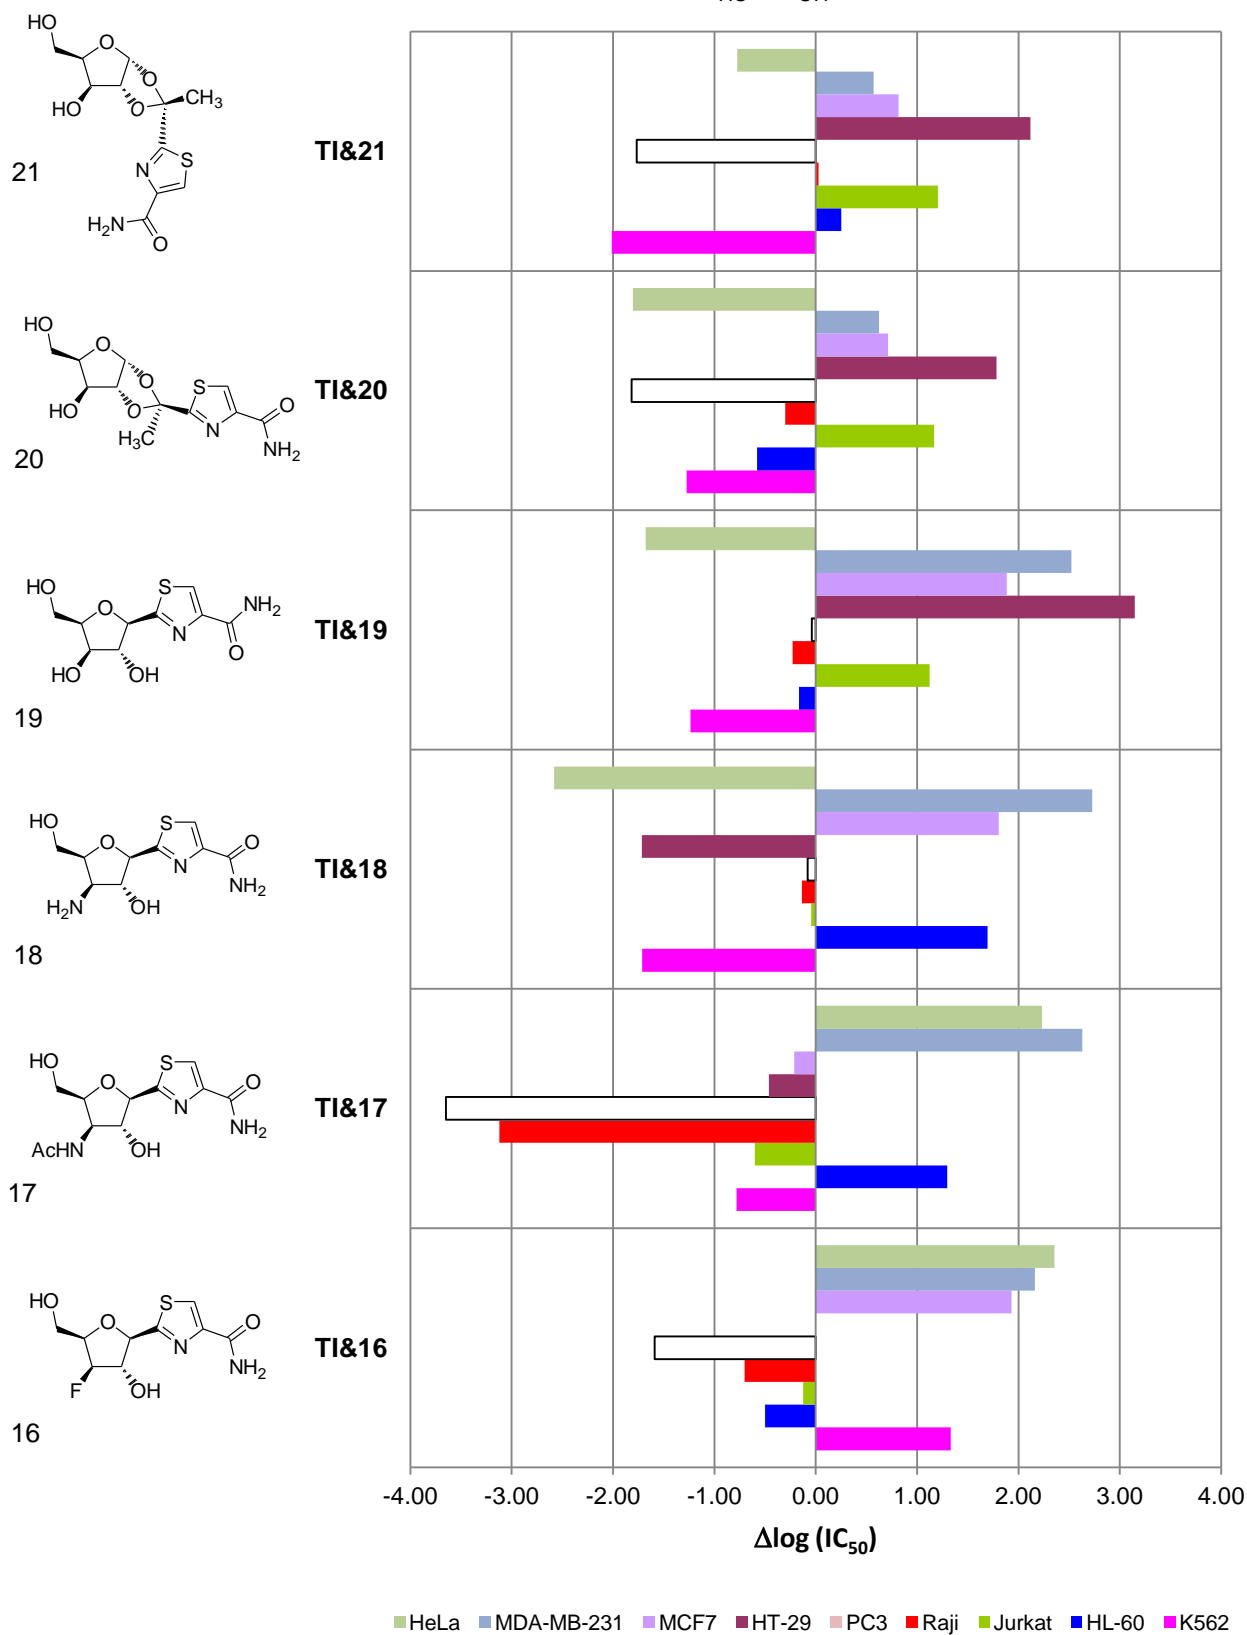 HO
O
O
O
CH₃
HO
N
S
H₂N
O
21
TI&21
HO
O
O
O
HO
H₃C
S
N
O
NH₂
20
TI&20
HO
O
S
N
NH₂
O
HO
OH
19
TI&19
HO
O
S
N
O
NH₂
H₂N
OH
18
TI&18
HO
O
S
N
O
NH₂
AcHN
OH
17
TI&17
HO
O
S
N
O
NH₂
F
OH
16
TI&16
-4.00 -3.00 -2.00 -1.00 0.00 1.00 2.00 3.00 4.00
Δlog (IC₅₀)
HeLa MDA-MB-231 MCF7 HT-29 PC3 Raji Jurkat HL-60 K562